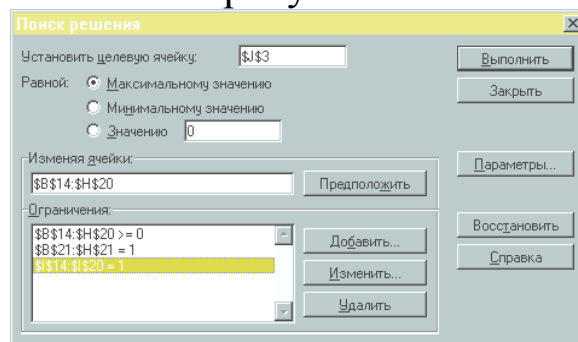 Поиск решения
Установить целевую ячейку: $J$3
Равной: Максимальному значению
Минимальному значению
Значению 0
Изменяя ячейки:
$B$14:$H$20
Предположить
Ограничения:
$B$14:$H$20 >= 0
$B$21:$H$21 = 1
$I$14:$I$20 = 1
Добавить...
Изменить...
Удалить
Выполнить
Закрыть
Параметры...
Восстановить
Справка